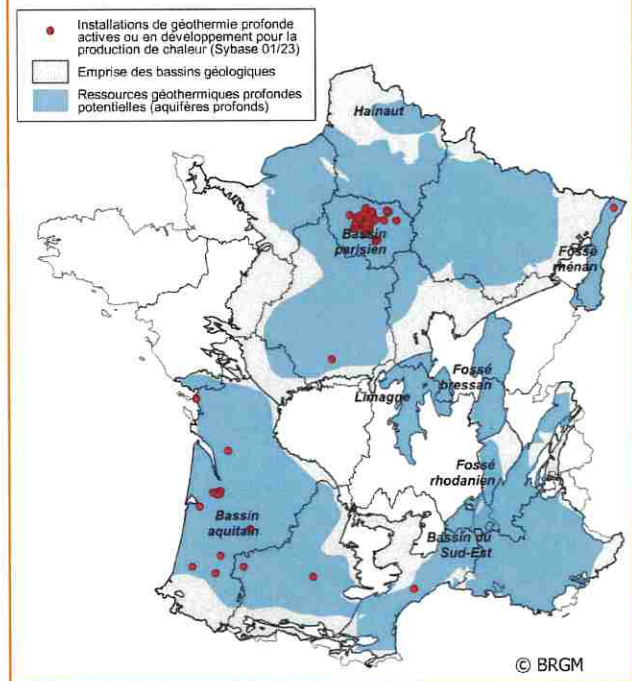 Installations de géothermie profonde
actives ou en développement pour la
production de chaleur (Sybase 01/23)
Emprise des bassins géologiques
Ressources géothermiques profondes
potentielles (aquifères profonds)
Hainaut
Bassin
parisien
Fossé
rhénan
Fossé
bressan
Limagne
Fossé
rhodanien
Bassin
aquitain
Bassin du
Sud-Est
© BRGM